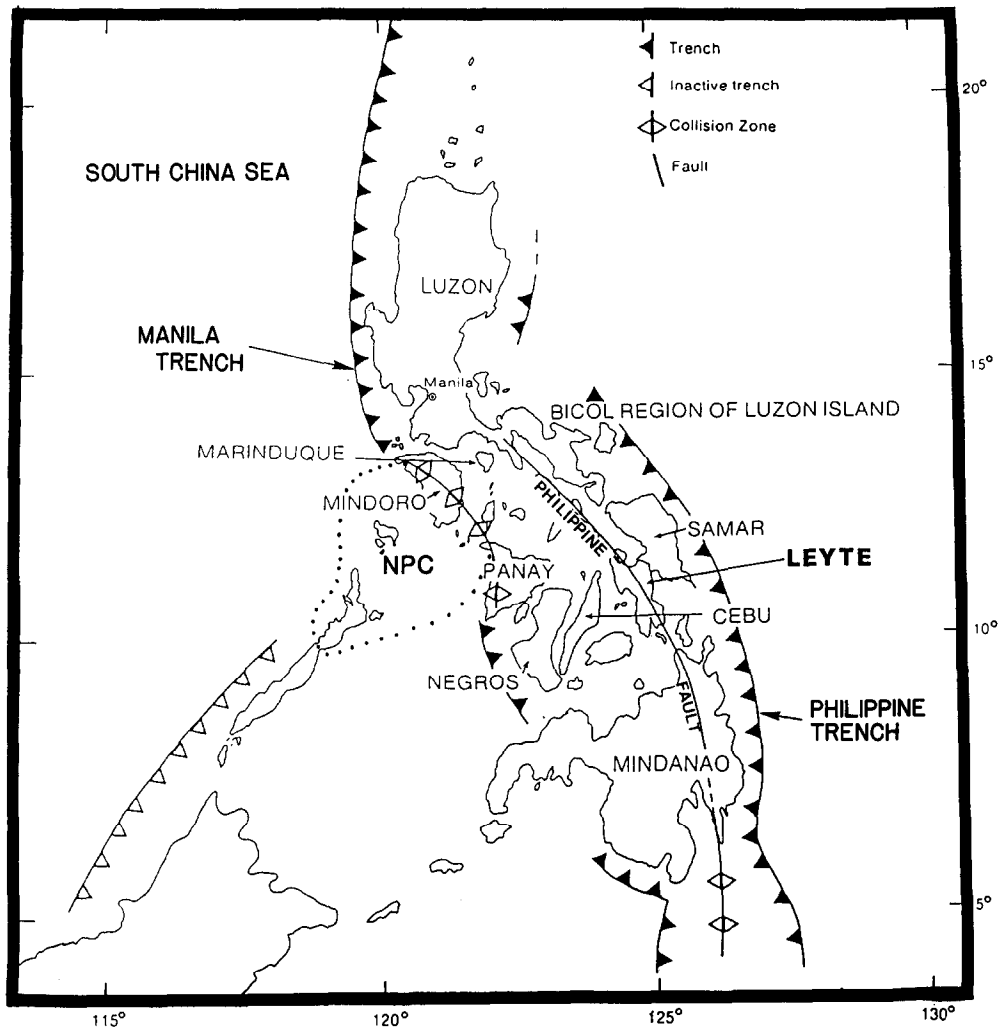 Trench
Inactive trench
Collision Zone
Fault
20°
SOUTH CHINA SEA
LUZON
MANILA
TRENCH
15°
Manila
BICOL REGION OF LUZON ISLAND
MARINDUQUE
MINDORO
PHILIPPINE
SAMAR
NPC
PANAY
LEYTE
CEBU
10°
NEGROS
FAULT
PHILIPPINE
TRENCH
MINDANAO
5°
115°
120°
125°
130°